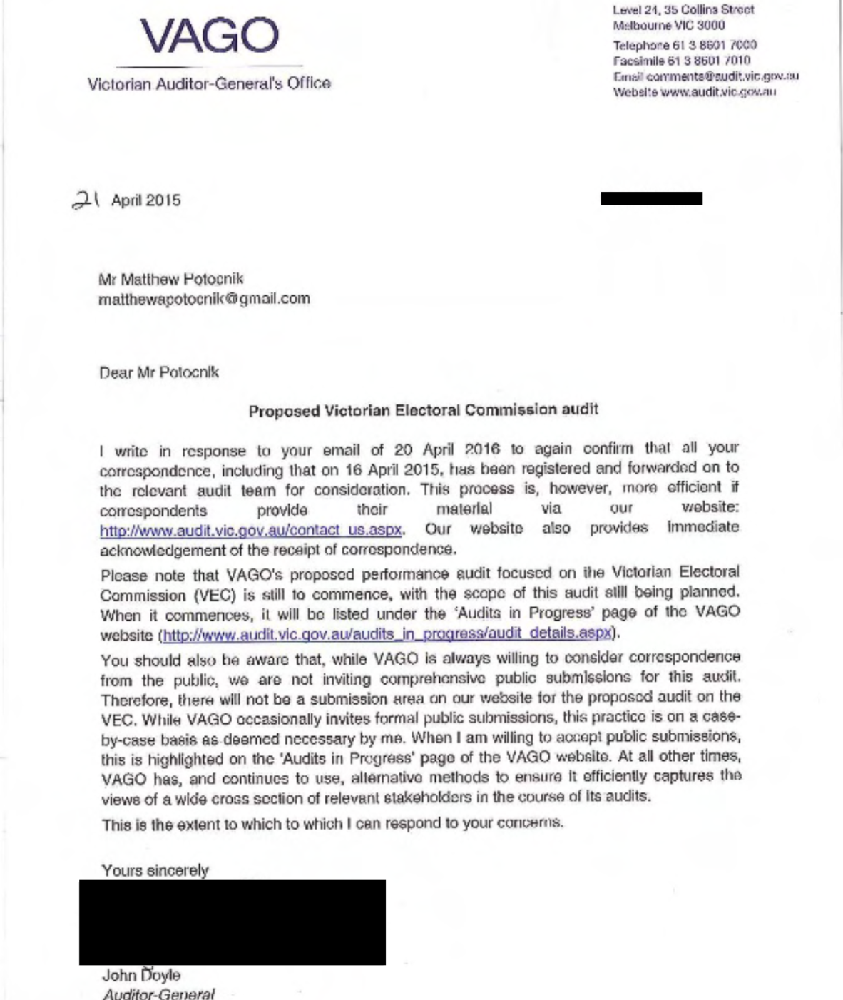 VAGO
Victorian Auditor-General's Office
Level 24, 35 Collins Street
Melbourne VIC 3000
Telephone 61 3 8601 7000
Facsimile 61 3 8601 7010
Email comments@audit.vic.gov.au
Website www.audit.vic.gov.au
21 April 2015
Mr Matthew Potocnik
matthewapotocnik@gmail.com
Dear Mr Potocnik
Proposed Victorian Electoral Commission audit
I write in response to your email of 20 April 2016 to again confirm that all your
correspondence, including that on 16 April 2015, has been registered and forwarded on to
the relevant audit team for consideration. This process is, however, more efficient if
correspondents provide their material via our website:
http://www.audit.vic.gov.au/contact_us.aspx. Our website also provides immediate
acknowledgement of the receipt of correspondence.
Please note that VAGO's proposed performance audit focused on the Victorian Electoral
Commission (VEC) is still to commence, with the scope of this audit still being planned.
When it commences, it will be listed under the 'Audits in Progress' page of the VAGO
website (http://www.audit.vic.gov.au/audits_in_progress/audit_details.aspx).
You should also be aware that, while VAGO is always willing to consider correspondence
from the public, we are not inviting comprehensive public submissions for this audit.
Therefore, there will not be a submission area on our website for the proposed audit on the
VEC. While VAGO occasionally invites formal public submissions, this practice is on a case-
by-case basis as deemed necessary by me. When I am willing to accept public submissions,
this is highlighted on the 'Audits in Progress' page of the VAGO website. At all other times,
VAGO has, and continues to use, alternative methods to ensure it efficiently captures the
views of a wide cross section of relevant stakeholders in the course of its audits.
This is the extent to which to which I can respond to your concerns.
Yours sincerely
John Doyle
Auditor-General